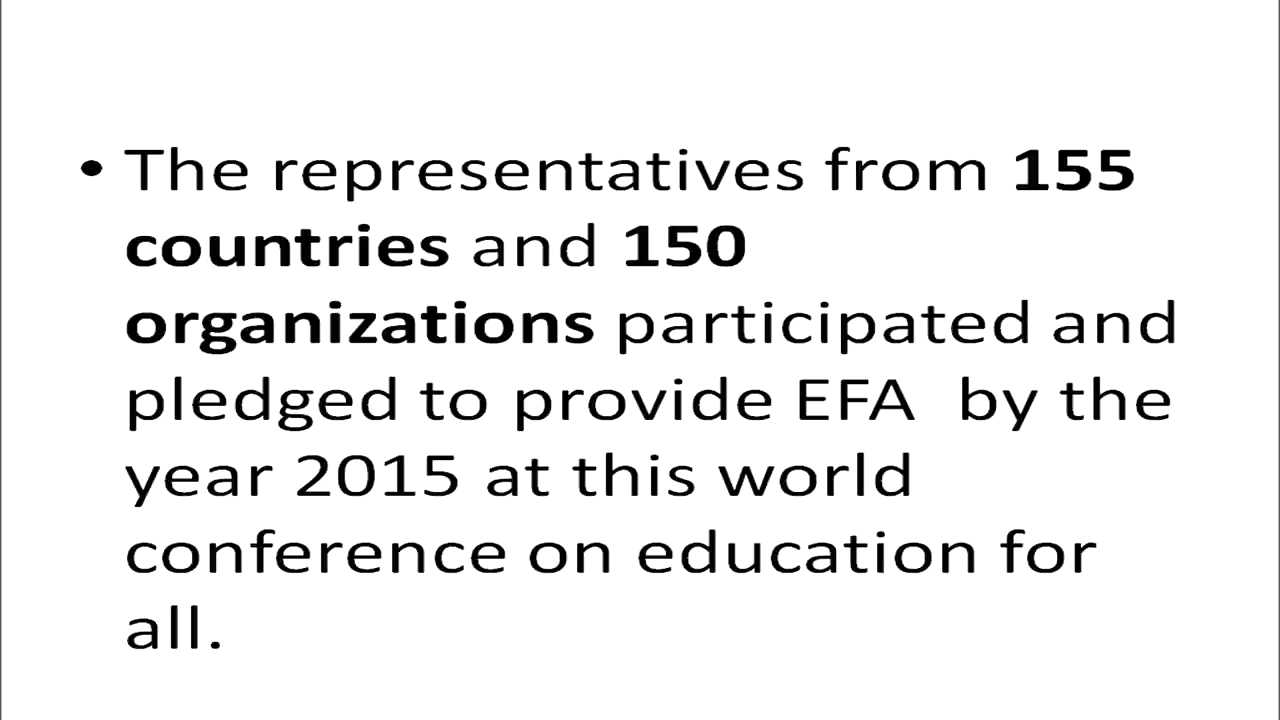 • The representatives from 155
countries and 150
organizations participated and
pledged to provide EFA  by the
year 2015 at this world
conference on education for
all.